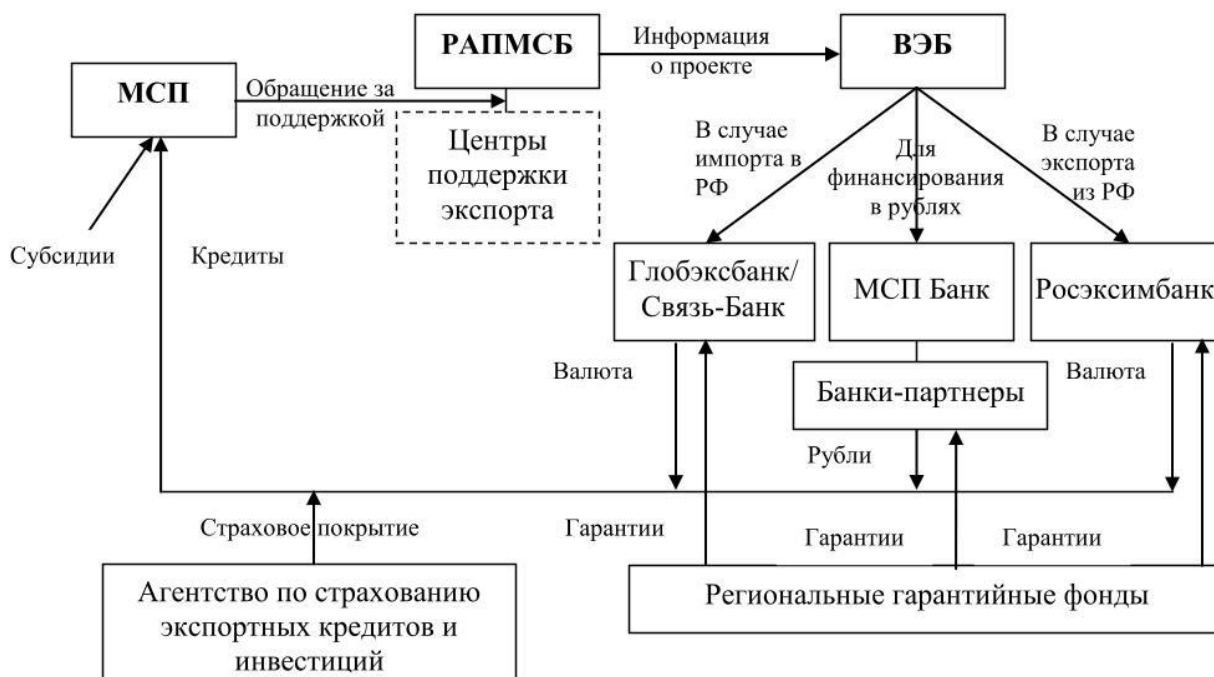 РАПМСБ
Информация
о проекте
ВЭБ
МСП
Обращение за
поддержкой
Центры
поддержки
экспорта
В случае
импорта в
РФ
Для
финансирования
в рублях
В случае
экспорта
из РФ
Субсидии
Кредиты
Глобэксбанк/
Связь-Банк
МСП Банк
Росэксимбанк
Валюта
Банки-партнеры
Валюта
Рубли
Страховое покрытие
Гарантии
Гарантии
Гарантии
Агентство по страхованию
экспортных кредитов и
инвестиций
Региональные гарантийные фонды